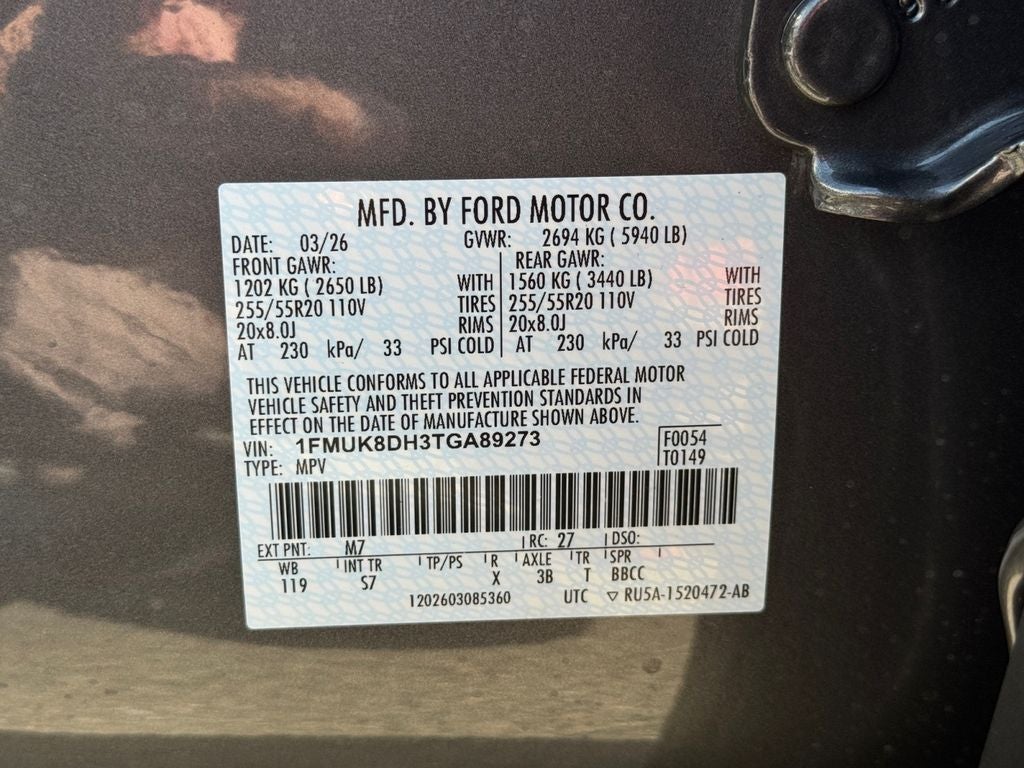 MFD. BY FORD MOTOR CO.
DATE: 03/26 GVWR: 2694 KG ( 5940 LB)
FRONT GAWR: REAR GAWR:
1202 KG ( 2650 LB) WITH 1560 KG ( 3440 LB) WITH
255/55R20 110V TIRES 255/55R20 110V TIRES
20x8.0J RIMS 20x8.0J RIMS
AT 230 kPa/ 33 PSI COLD AT 230 kPa/ 33 PSI COLD
THIS VEHICLE CONFORMS TO ALL APPLICABLE FEDERAL MOTOR
VEHICLE SAFETY AND THEFT PREVENTION STANDARDS IN
EFFECT ON THE DATE OF MANUFACTURE SHOWN ABOVE.
VIN: 1FMUK8DH3TGA89273 F0054
TYPE: MPV T0149
EXT PNT: M7 RC: 27 DSO:
WB INT TR TP/PS R AXLE TR SPR
119 S7 X 3B T BBCC
1202603085360 UTC ▽ RU5A-1520472-AB